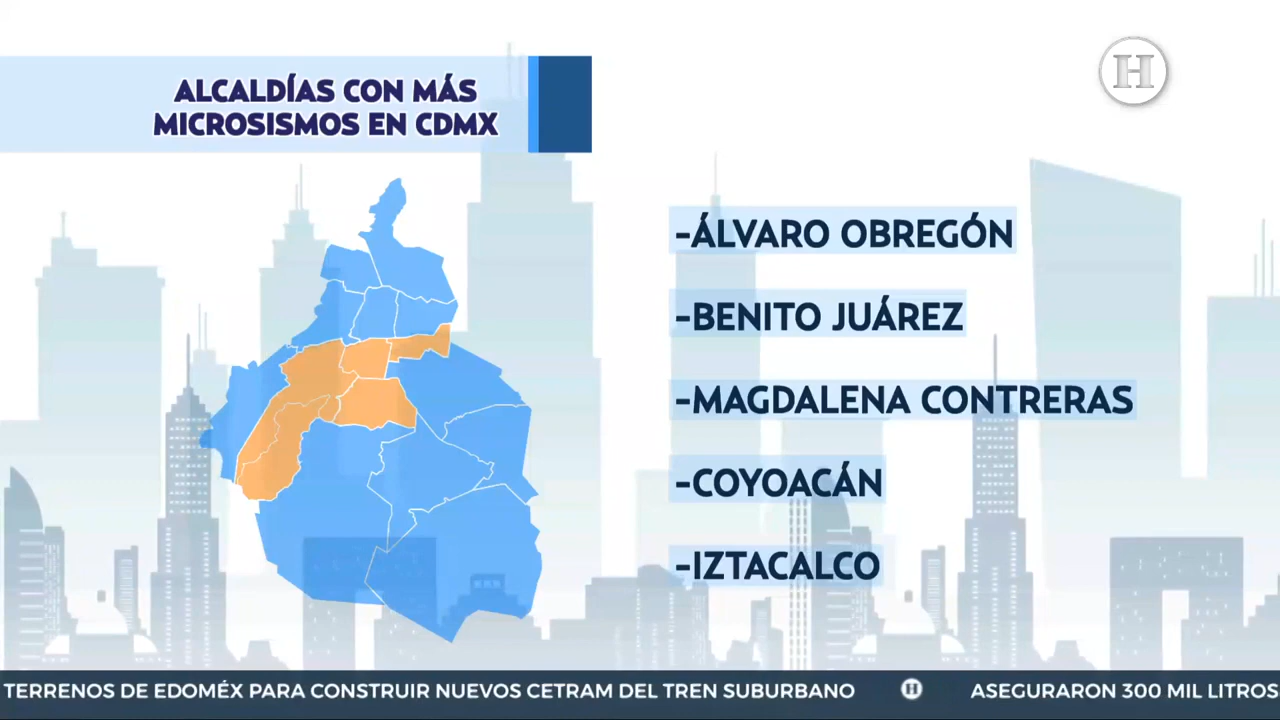 ALCALDÍAS CON MÁS
MICROSISMOS EN CDMX
H
-ÁLVARO OBREGÓN
-BENITO JUÁREZ
-MAGDALENA CONTRERAS
-COYOACÁN
-IZTACALCO
TERRENOS DE EDOMÉX PARA CONSTRUIR NUEVOS CETRAM DEL TREN SUBURBANO H ASEGURARON 300 MIL LITROS